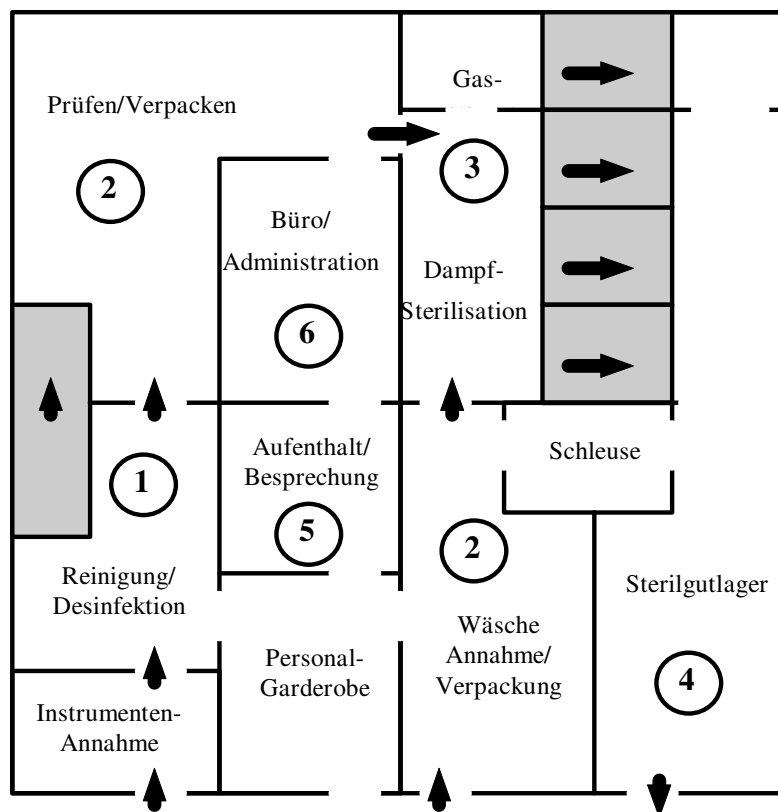 Gas-
Prüfen/Verpacken
2
3
Büro/
Administration
Dampf-
Sterilisation
6
Aufenthalt/
Besprechung
Schleuse
1
5
2
Reinigung/
Desinfektion
Sterilgutlager
Wäsche
Annahme/
Verpackung
Personal-
Garderobe
4
Instrumenten-
Annahme